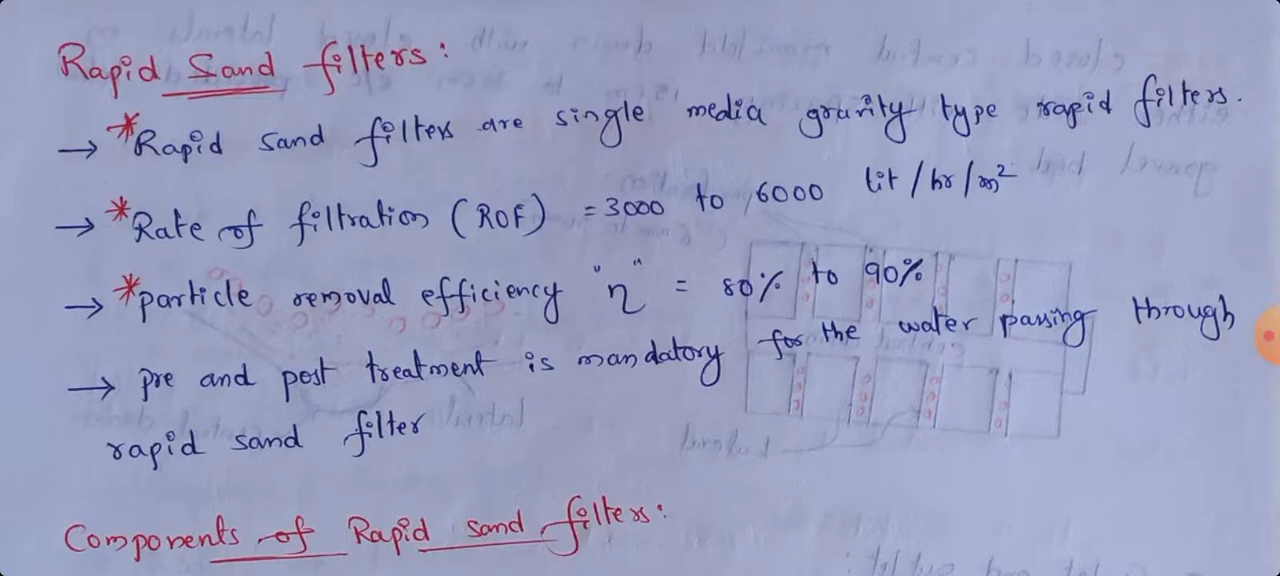 Rapid Sand filters:
→ *Rapid sand filters are single media gravity type rapid filters.
→ *Rate of filtration (ROF) = 3000 to 6000 lit/hr/m²
→ *particle removal efficiency "η" = 80% to 90%
→ pre and post treatment is mandatory for the water passing through
rapid sand filter
Components of Rapid sand filters: